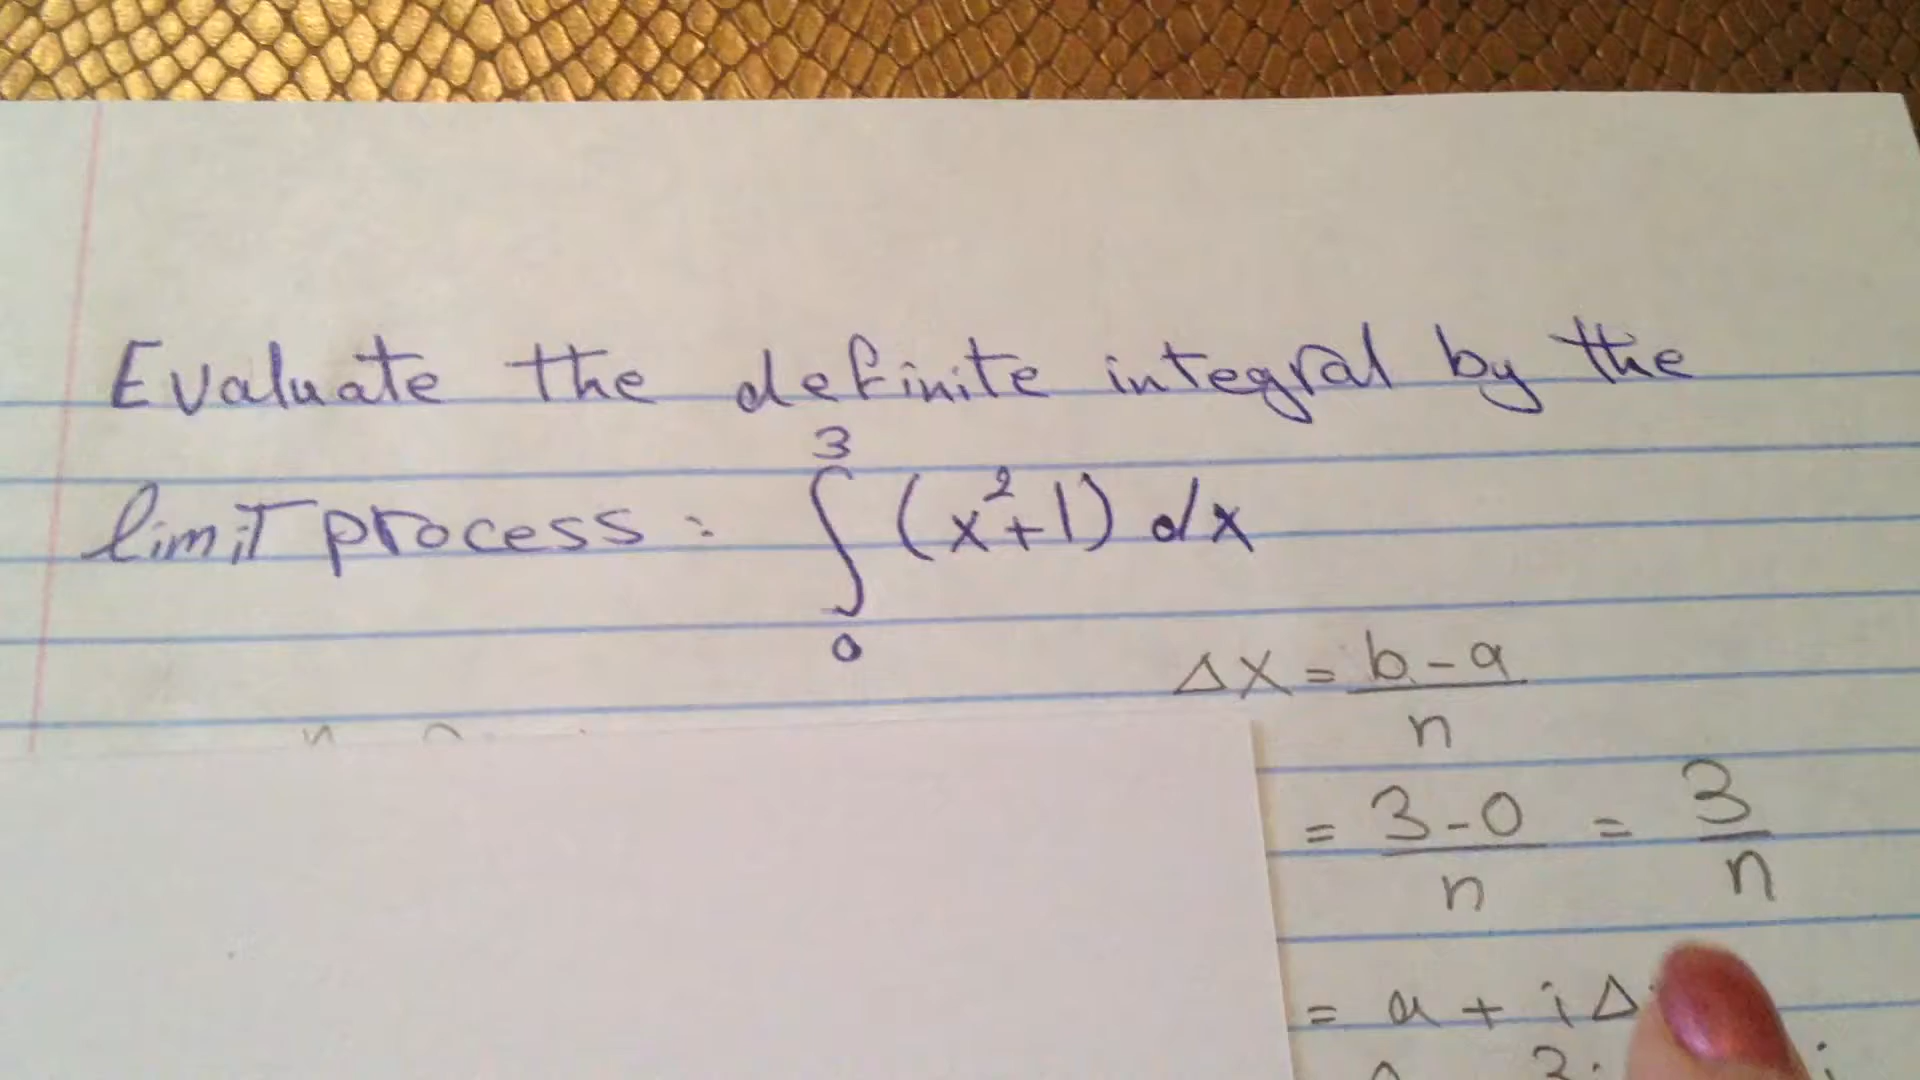 Evaluate the definite integral by the
limit process: ∫₀³ (x²+1) dx
Δx = b-a/n
= 3-0/n = 3/n
= a + iΔ